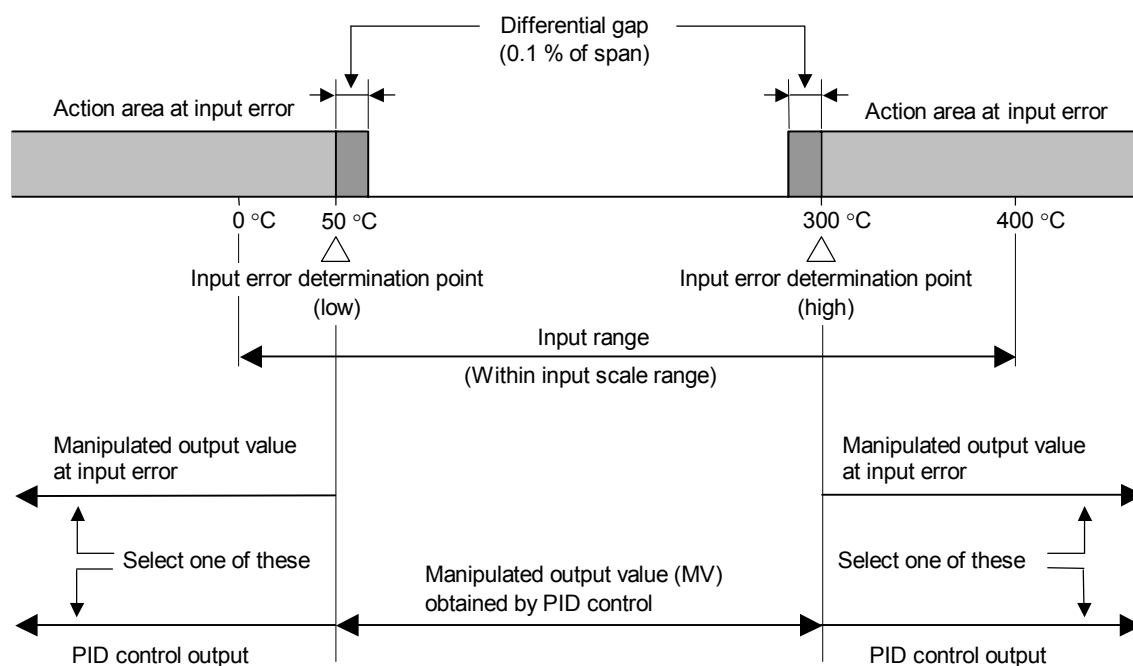 Differential gap
(0.1 % of span)
Action area at input error
Action area at input error
0 °C
50 °C
300 °C
400 °C
Input error determination point
(low)
Input error determination point
(high)
Input range
(Within input scale range)
Manipulated output value
at input error
Manipulated output value
at input error
Select one of these
Select one of these
Manipulated output value (MV)
obtained by PID control
PID control output
PID control output